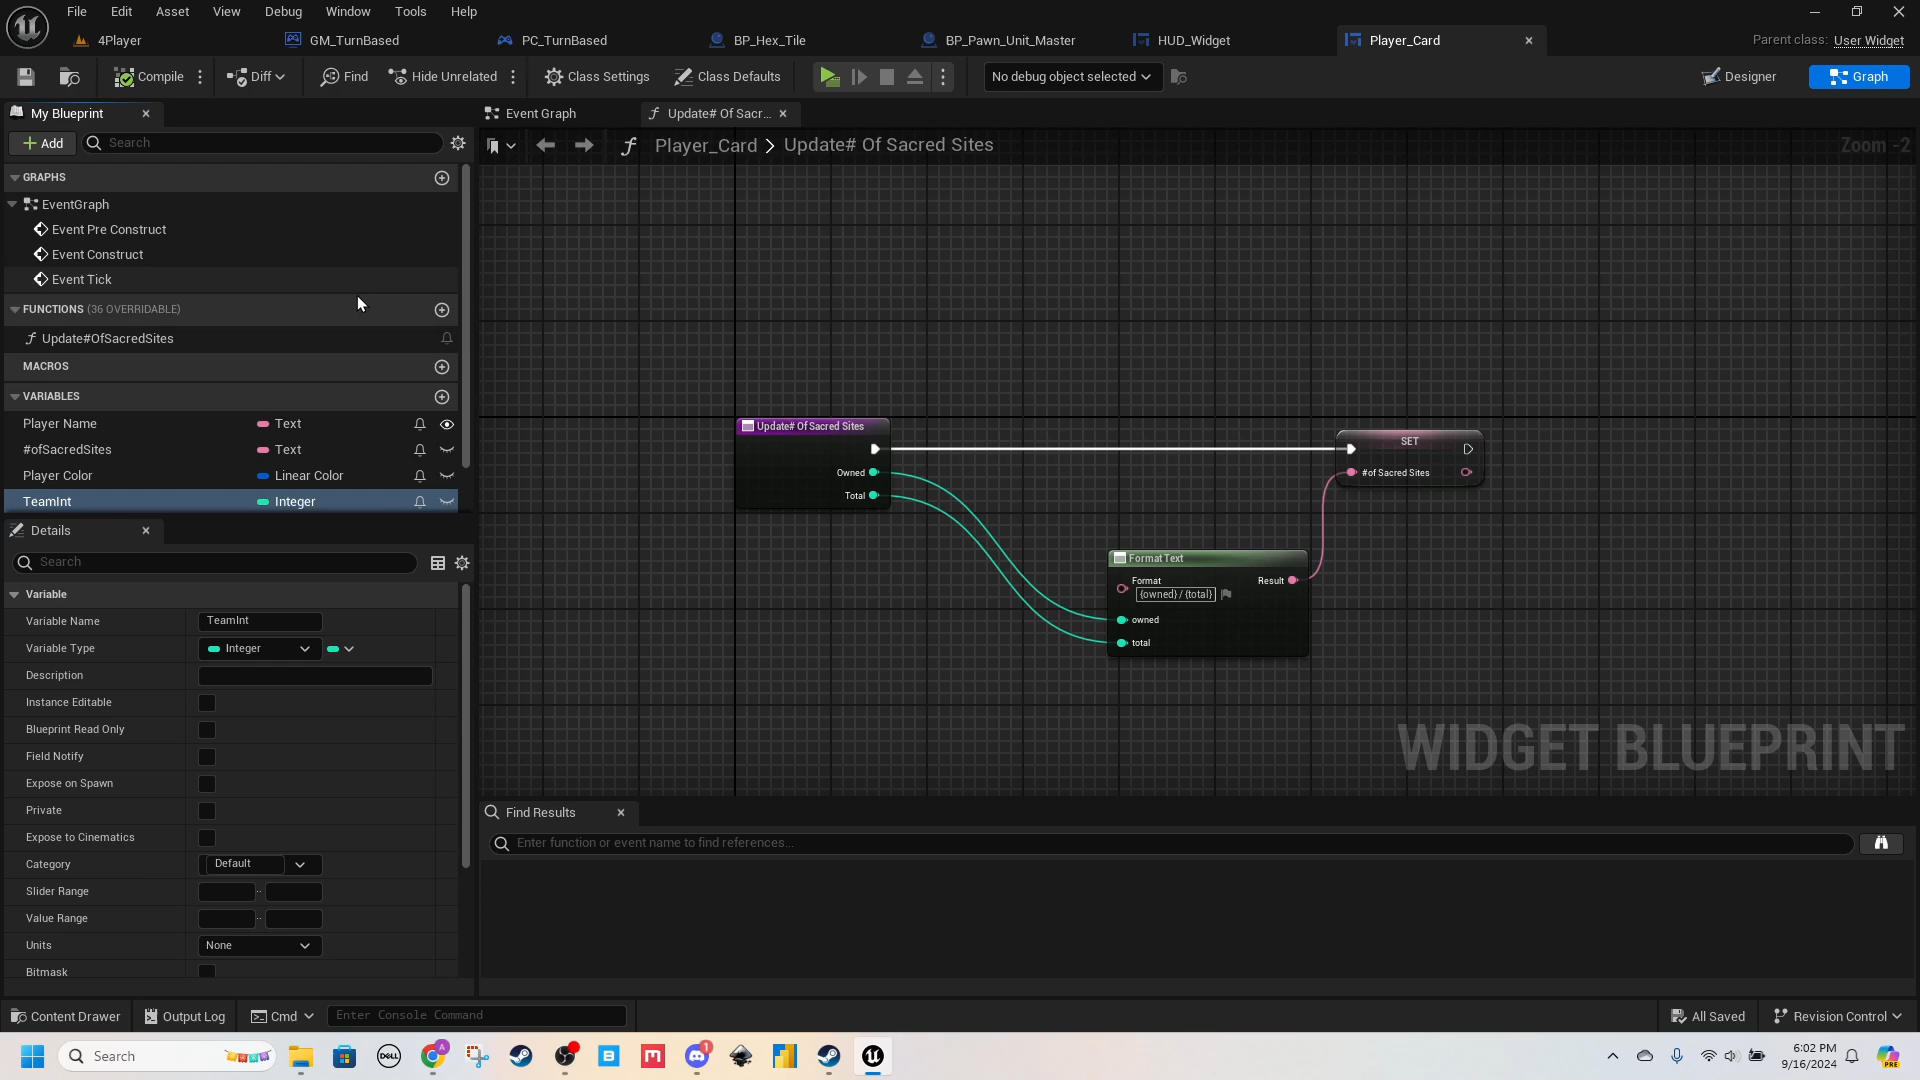 File Edit Asset View Debug Window Tools Help
4Player GM_TurnBased PC_TurnBased BP_Hex_Tile BP_Pawn_Unit_Master HUD_Widget Player_Card Parent class: User Widget
Compile Diff Find Hide Unrelated Class Settings Class Defaults No debug object selected Designer Graph
My Blueprint Event Graph Update# Of Sacr...
Add Search
Player_Card > Update# Of Sacred Sites Zoom -2
GRAPHS
EventGraph
Event Pre Construct
Event Construct
Event Tick
FUNCTIONS (36 OVERRIDABLE)
Update#OfSacredSites
MACROS
VARIABLES
Player Name Text
#ofSacredSites Text
Player Color Linear Color
TeamInt Integer
Update# Of Sacred Sites
Owned
Total
SET
#of Sacred Sites
Format Text
Format Result
{owned} / {total}
owned
total
WIDGET BLUEPRINT
Details
Search
Variable
Variable Name TeamInt
Variable Type Integer
Description
Instance Editable
Blueprint Read Only
Field Notify
Expose on Spawn
Private
Expose to Cinematics
Category Default
Slider Range ..
Value Range ..
Units None
Bitmask
Find Results
Enter function or event name to find references...
Content Drawer Output Log Cmd Enter Console Command All Saved Revision Control
Search DELL A B M 1 PRE
6:02 PM
9/16/2024